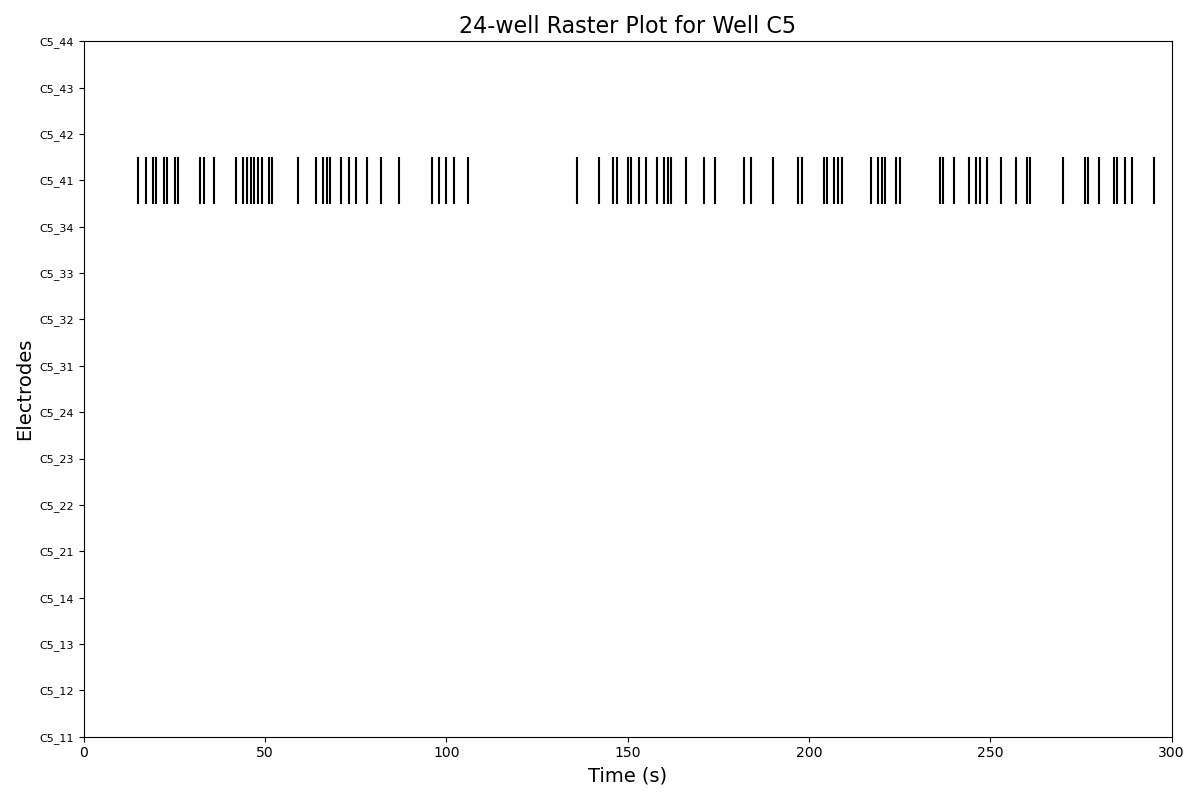 24-well Raster Plot for Well C5
C5_44
C5_43
C5_42
C5_41
C5_34
C5_33
C5_32
C5_31
C5_24
C5_23
C5_22
C5_21
C5_14
C5_13
C5_12
C5_11
Electrodes
0 50 100 150 200 250 300
Time (s)